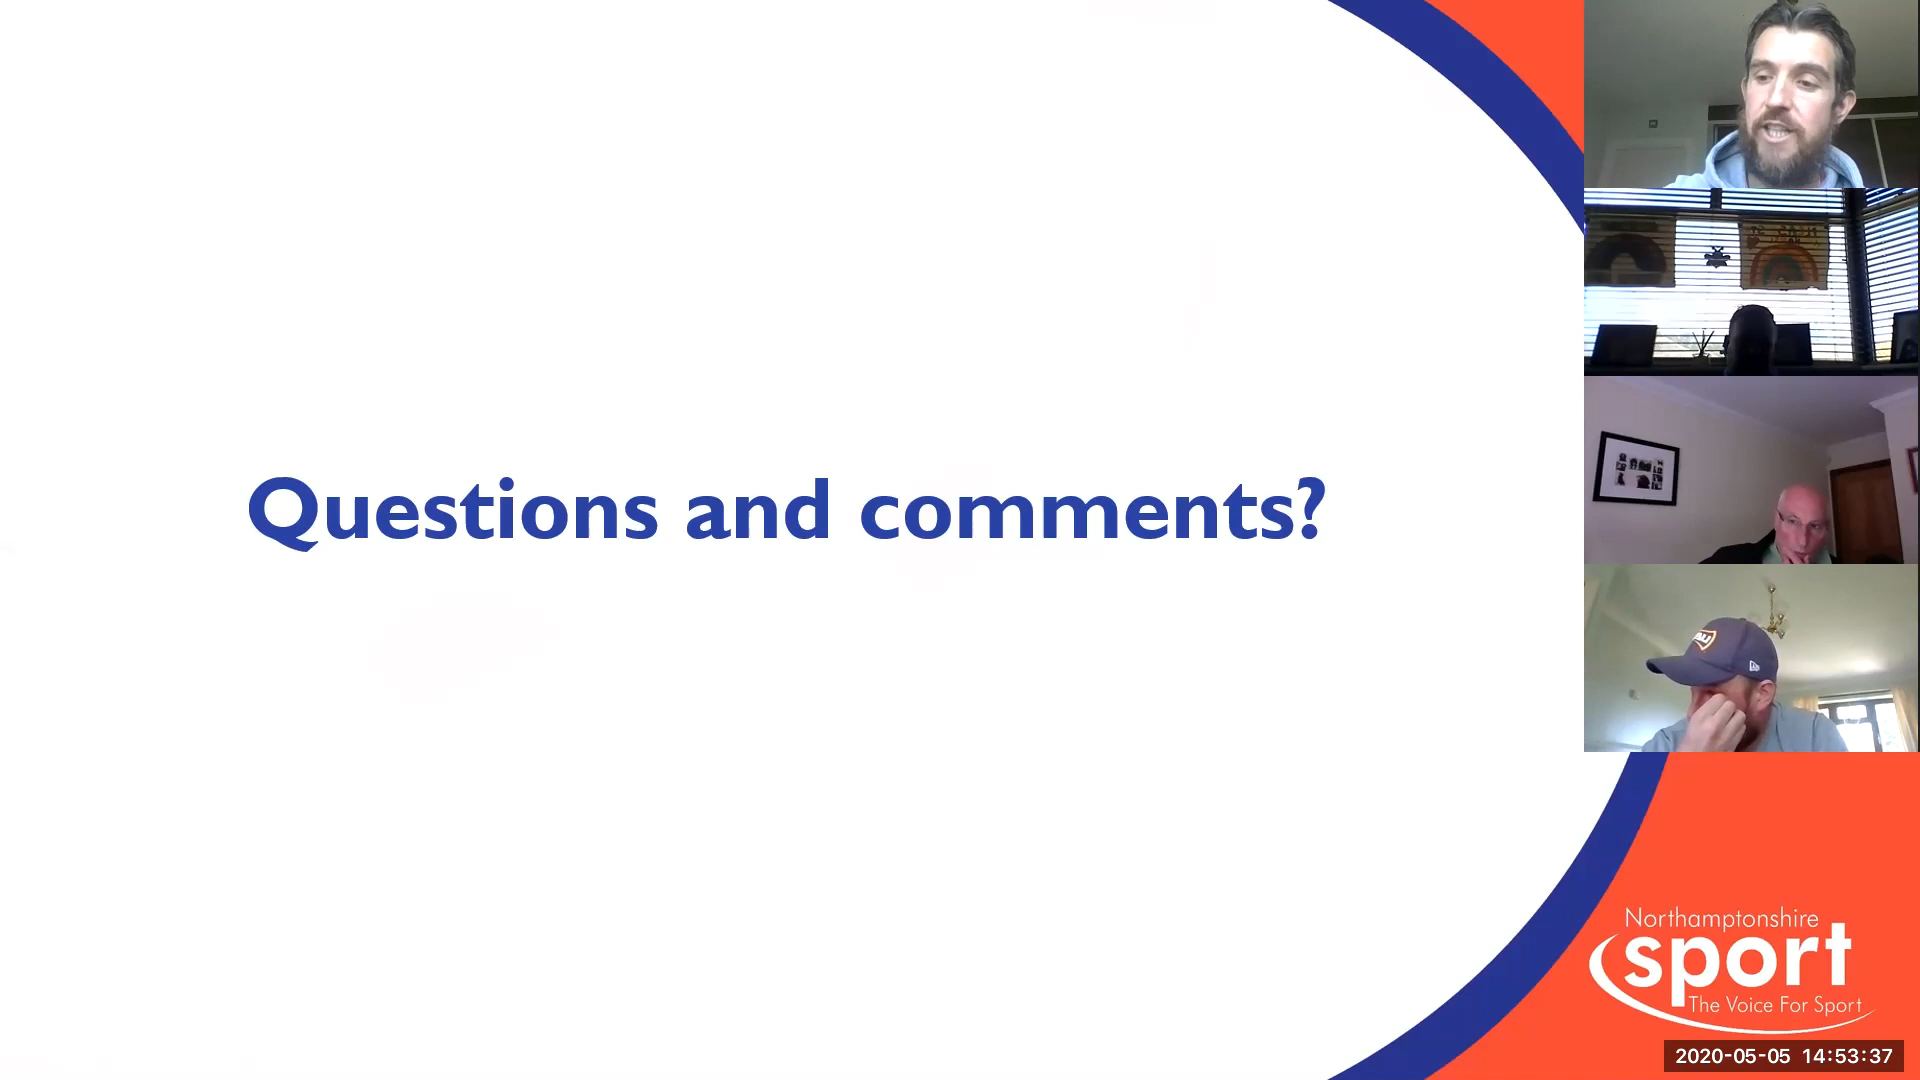 Questions and comments?
Northamptonshire
sport
The Voice For Sport
2020-05-05 14:53:37